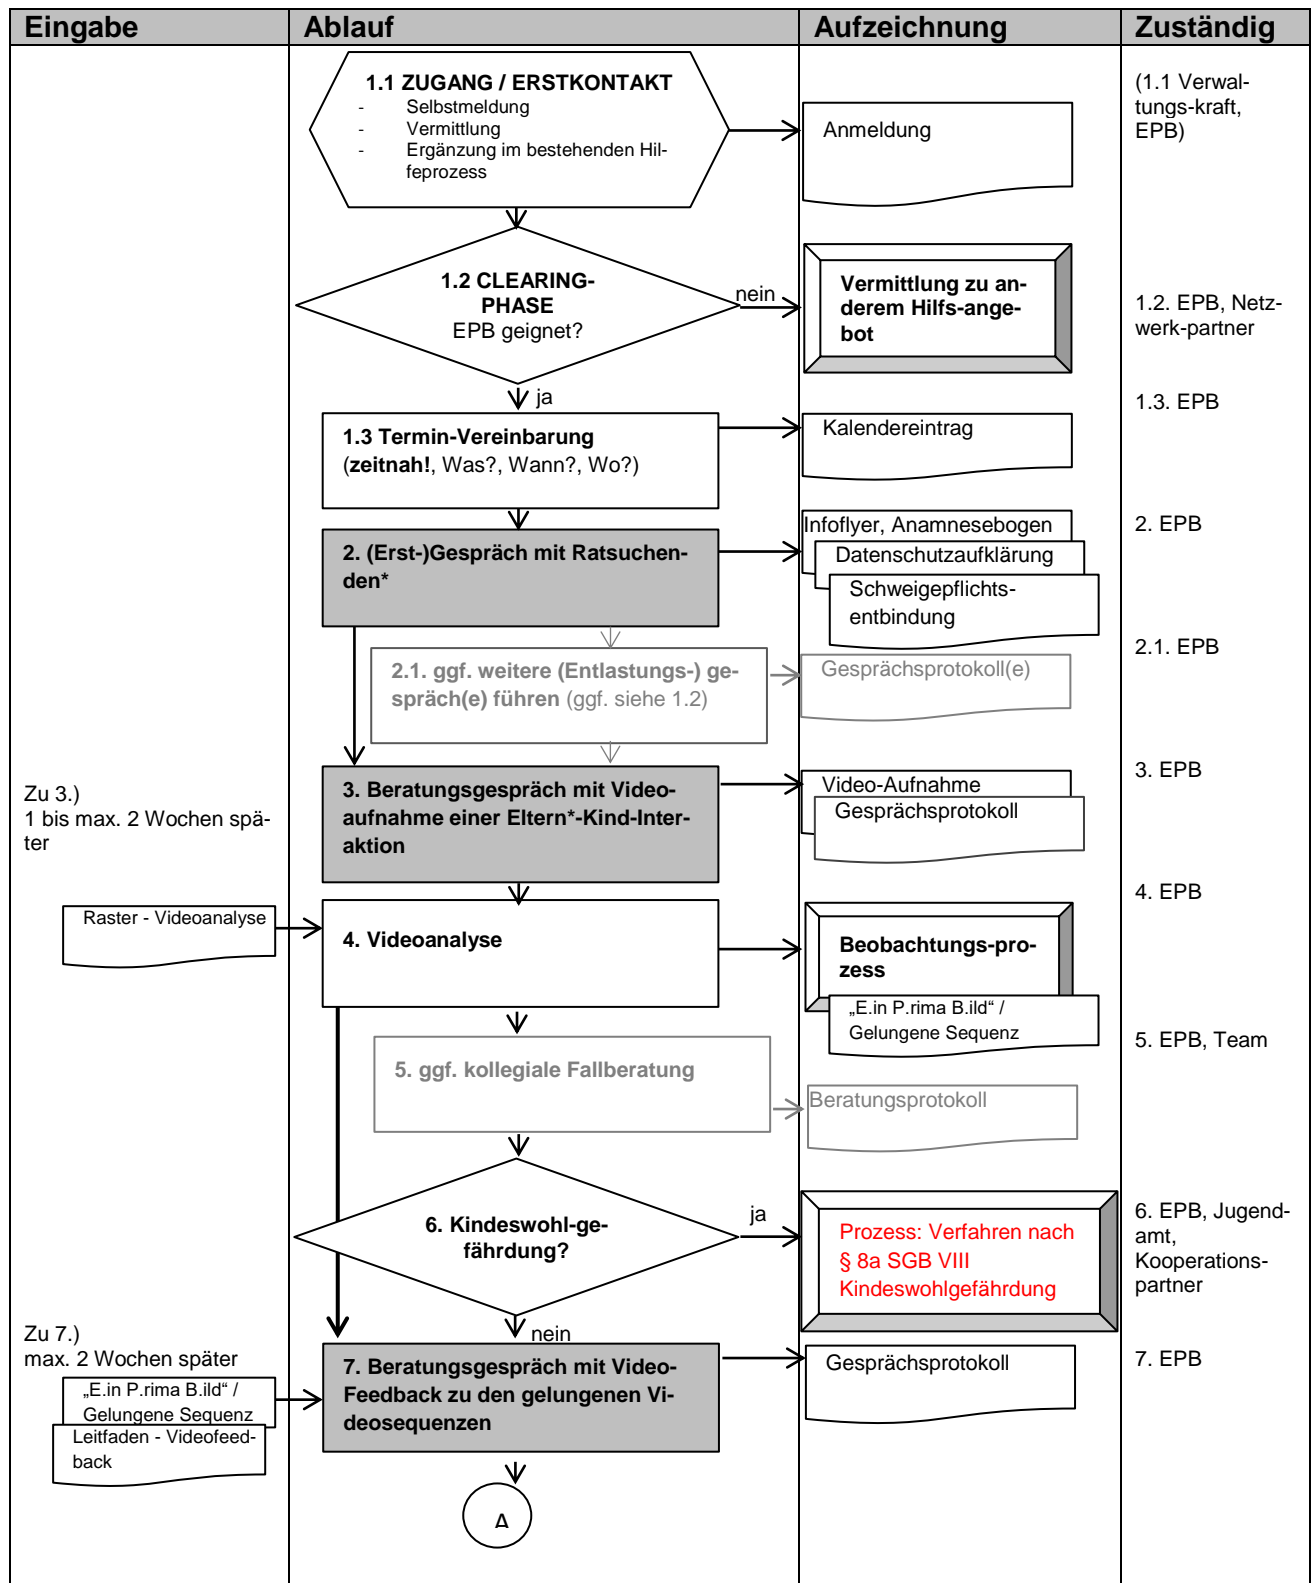 Eingabe
Ablauf
Aufzeichnung
Zuständig
1.1 ZUGANG / ERSTKONTAKT
- Selbstmeldung
- Vermittlung
- Ergänzung im bestehenden Hil-
feprozess
Anmeldung
(1.1 Verwal-
tungs-kraft,
EPB)
1.2 CLEARING-
PHASE
EPB geignet?
nein
Vermittlung zu an-
derem Hilfs-ange-
bot
1.2. EPB, Netz-
werk-partner
ja
1.3 Termin-Vereinbarung
(zeitnah!, Was?, Wann?, Wo?)
Kalendereintrag
1.3. EPB
2. (Erst-)Gespräch mit Ratsuchen-
den*
Infoflyer, Anamnesebogen
Datenschutzaufklärung
Schweigepflichts-
entbindung
2. EPB
2.1. ggf. weitere (Entlastungs-) ge-
spräch(e) führen (ggf. siehe 1.2)
Gesprächsprotokoll(e)
2.1. EPB
Zu 3.)
1 bis max. 2 Wochen spä-
ter
3. Beratungsgespräch mit Video-
aufnahme einer Eltern*-Kind-Inter-
aktion
Video-Aufnahme
Gesprächsprotokoll
3. EPB
Raster - Videoanalyse
4. Videoanalyse
Beobachtungs-pro-
zess
„E.in P.rima B.ild“ /
Gelungene Sequenz
4. EPB
5. ggf. kollegiale Fallberatung
Beratungsprotokoll
5. EPB, Team
6. Kindeswohl-ge-
fährdung?
ja
Prozess: Verfahren nach
§ 8a SGB VIII
Kindeswohlgefährdung
6. EPB, Jugend-
amt,
Kooperations-
partner
nein
Zu 7.)
max. 2 Wochen später
„E.in P.rima B.ild“ /
Gelungene Sequenz
Leitfaden - Videofeed-
back
7. Beratungsgespräch mit Video-
Feedback zu den gelungenen Vi-
deosequenzen
Gesprächsprotokoll
7. EPB
A